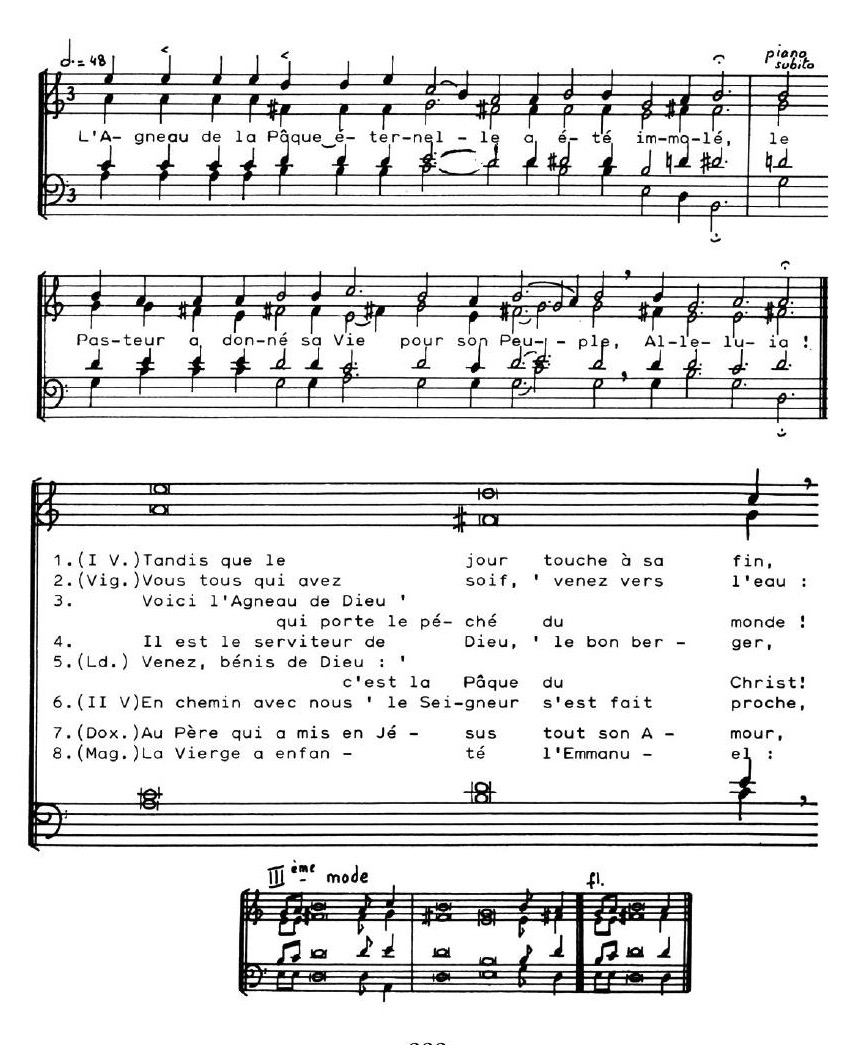 = 48
piano subito
3
L'A- gneau de la Pâque é- ter-nel - le a, é- té im-mo-lé, le
3
Pas-teur a don-né sa Vie pour son Peu- - ple, Al-le- lu- ia !
1.(I V.)Tandis que le jour touche à sa fin,
2.(Vig.)Vous tous qui avez soif, ' venez vers l'eau :
3. Voici l'Agneau de Dieu '
qui porte le pé- ché du monde !
4. Il est le serviteur de Dieu, ' le bon ber - ger,
5.(Ld.) Venez, bénis de Dieu : '
c'est la Pâque du Christ!
6.(II V)En chemin avec nous ' le Sei-gneur s'est fait proche,
7.(Dox.)Au Père qui a mis en Jé - sus tout son A - mour,
8.(Mag.)La Vierge a enfan - té l'Emmanu - el :
III ème mode fl.